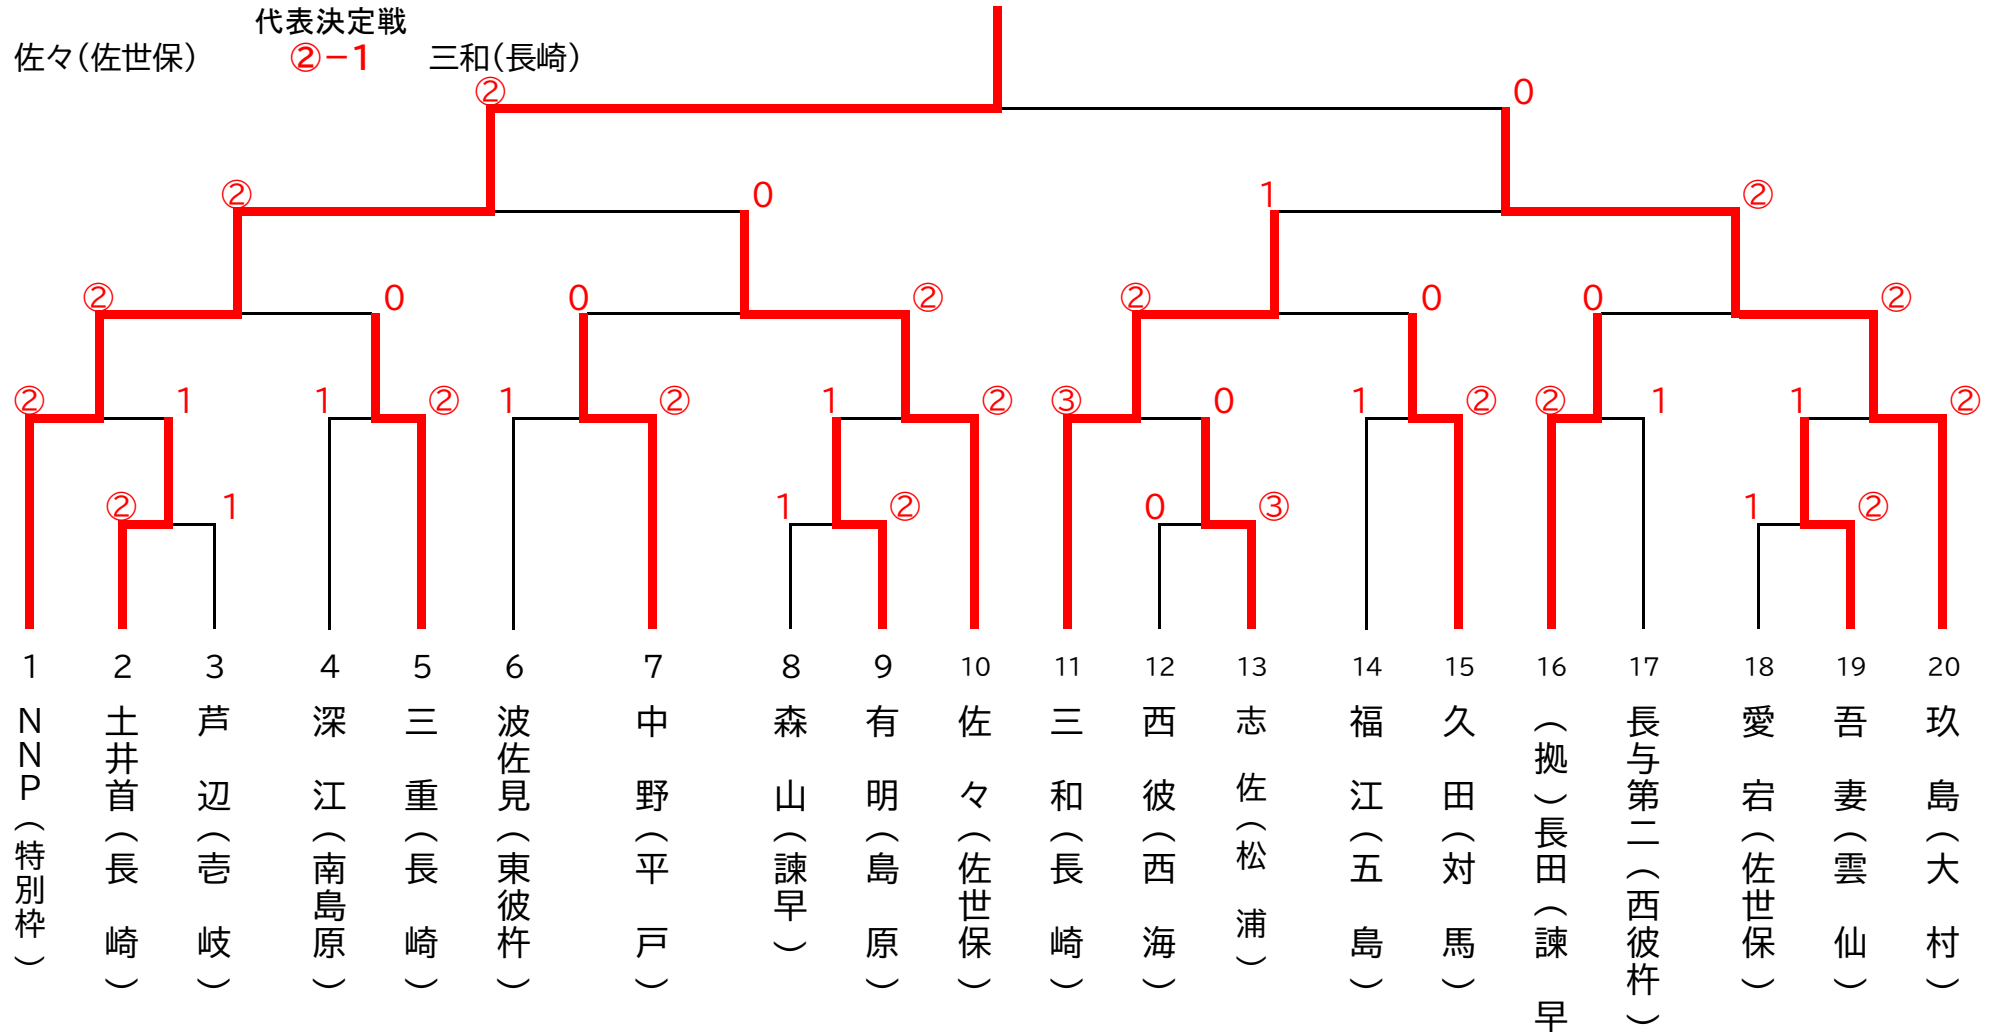 代表決定戦
佐々(佐世保) ②−1 三和(長崎)
② 0
② 0 1 ②
② 0 0 ② ② 0 0 ②
② 1 1 ② 1 ② 1 ② ③ 0 1 ② ② 1 1 ②
② 1 1 ② 0 ③ 1 ②
1 2 3 4 5 6 7 8 9 10 11 12 13 14 15 16 17 18 19 20
NNP(特別枠)
土井首(長崎)
芦辺(壱岐)
深江(南島原)
三重(長崎)
波佐見(東彼杵)
中野(平戸)
森山(諫早)
有明(島原)
佐々(佐世保)
三和(長崎)
西彼(西海)
志佐(松浦)
福江(五島)
久田(対馬)
(拠)長田(諫早
長与第二(西彼杵)
愛宕(佐世保)
吾妻(雲仙)
玖島(大村)